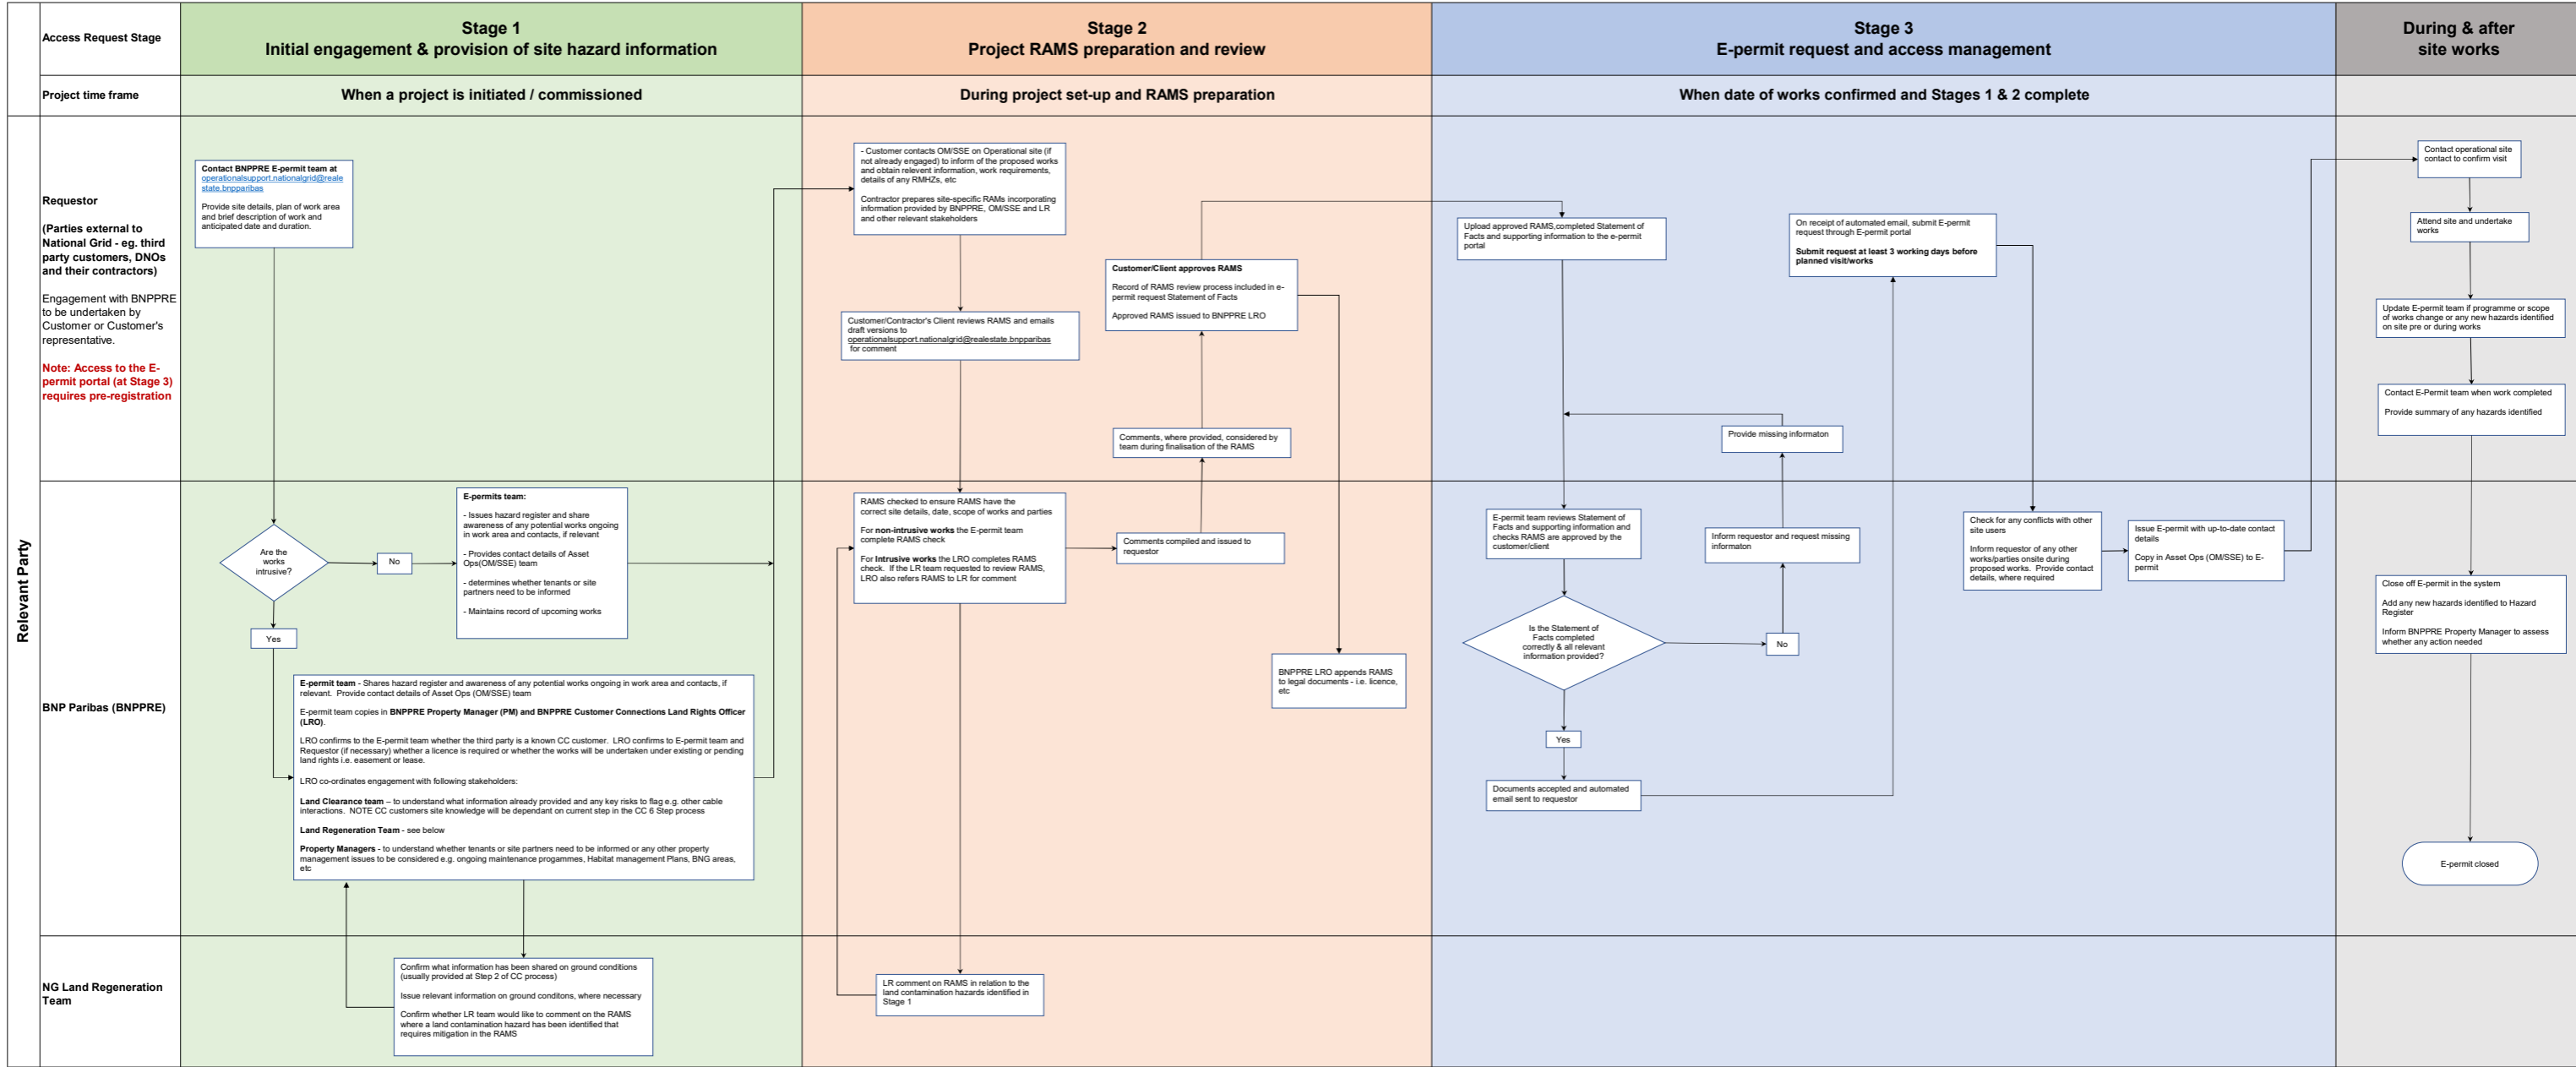 Access Request Stage
Stage 1
Initial engagement & provision of site hazard information
Stage 2
Project RAMS preparation and review
Stage 3
E-permit request and access management
During & after
site works
Project time frame
When a project is initiated / commissioned
During project set-up and RAMS preparation
When date of works confirmed and Stages 1 & 2 complete
Relevant Party
Requestor
(Parties external to
National Grid - eg. third
party customers, DNOs
and their contractors)
Engagement with BNPPRE
to be undertaken by
Customer or Customer's
representative.
Note: Access to the E-
permit portal (at Stage 3)
requires pre-registration
Contact BNPPRE E-permit team at
operationalsupport.nationalgrid@reale
state.bnpparibas
Provide site details, plan of work area
and brief description of work and
anticipated date and duration.
- Customer contacts OM/SSE on Operational site (if
not already engaged) to inform of the proposed works
and obtain relevant information, work requirements,
details of any RMHZs, etc
Contractor prepares site-specific RAMs incorporating
information provided by BNPPRE, OM/SSE and LR
and other relevant stakeholders
Customer/Contractor's Client reviews RAMS and emails
draft versions to
operationalsupport.nationalgrid@realestate.bnpparibas
for comment
Customer/Client approves RAMS
Record of RAMS review process included in e-
permit request Statement of Facts
Approved RAMS issued to BNPPRE LRO
Comments, where provided, considered by
team during finalisation of the RAMS
Upload approved RAMS,completed Statement of
Facts and supporting information to the e-permit
portal
On receipt of automated email, submit E-permit
request through E-permit portal
Submit request at least 3 working days before
planned visit/works
Provide missing informaton
Contact operational site
contact to confirm visit
Attend site and undertake
works
Update E-permit team if programme or scope
of works change or any new hazards identified
on site pre or during works
Contact E-Permit team when work completed
Provide summary of any hazards identified
BNP Paribas (BNPPRE)
Are the
works
intrusive?
No
Yes
E-permits team:
- Issues hazard register and share
awareness of any potential works ongoing
in work area and contacts, if relevant
- Provides contact details of Asset
Ops(OM/SSE) team
- determines whether tenants or site
partners need to be informed
- Maintains record of upcoming works
E-permit team - Shares hazard register and awareness of any potential works ongoing in work area and contacts, if
relevant. Provide contact details of Asset Ops (OM/SSE) team
E-permit team copies in BNPPRE Property Manager (PM) and BNPPRE Customer Connections Land Rights Officer
(LRO).
LRO confirms to the E-permit team whether the third party is a known CC customer. LRO confirms to E-permit team and
Requestor (if necessary) whether a licence is required or whether the works will be undertaken under existing or pending
land rights i.e. easement or lease.
LRO co-ordinates engagement with following stakeholders:
Land Clearance team – to understand what information already provided and any key risks to flag e.g. other cable
interactions. NOTE CC customers site knowledge will be dependant on current step in the CC 6 Step process
Land Regeneration Team - see below
Property Managers - to understand whether tenants or site partners need to be informed or any other property
management issues to be considered e.g. ongoing maintenance progammes, Habitat management Plans, BNG areas,
etc
RAMS checked to ensure RAMS have the
correct site details, date, scope of works and parties
For non-intrusive works the E-permit team
complete RAMS check
For Intrusive works the LRO completes RAMS
check. If the LR team requested to review RAMS,
LRO also refers RAMS to LR for comment
Comments compiled and issued to
requestor
BNPPRE LRO appends RAMS
to legal documents - i.e. licence,
etc
E-permit team reviews Statement of
Facts and supporting information and
checks RAMS are approved by the
customer/client
Inform requestor and request missing
informaton
Is the Statement of
Facts completed
correctly & all relevant
information provided?
No
Yes
Documents accepted and automated
email sent to requestor
Check for any conflicts with other
site users
Inform requestor of any other
works/parties onsite during
proposed works. Provide contact
details, where required
Issue E-permit with up-to-date contact
details
Copy in Asset Ops (OM/SSE) to E-
permit
Close off E-permit in the system
Add any new hazards identified to Hazard
Register
Inform BNPPRE Property Manager to assess
whether any action needed
E-permit closed
NG Land Regeneration
Team
Confirm what information has been shared on ground conditions
(usually provided at Step 2 of CC process)
Issue relevant information on ground conditons, where necessary
Confirm whether LR team would like to comment on the RAMS
where a land contamination hazard has been identified that
requires mitigation in the RAMS
LR comment on RAMS in relation to the
land contamination hazards identified in
Stage 1